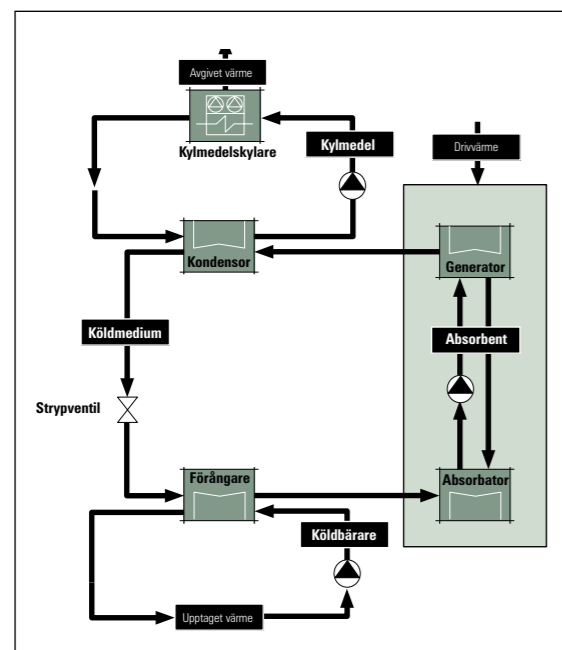 Avgivet värme
Kylmedelskylare
Kylmedel
Drivvärme
Kondensor
Generator
Köldmedium
Absorbent
Strypventil
Förångare
Absorbator
Köldbärare
Upptaget värme